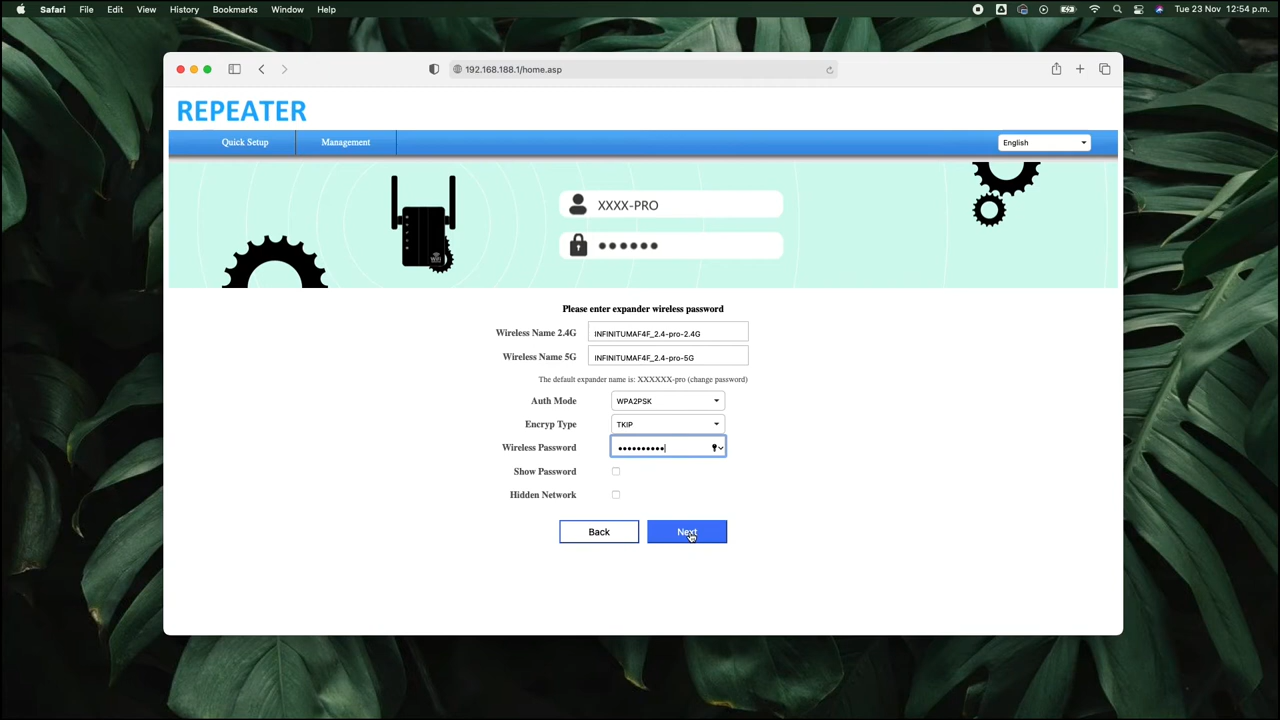 Safari File Edit View History Bookmarks Window Help Tue 23 Nov 12:54 p.m.
192.168.188.1/home.asp
REPEATER
Quick Setup Management English
XXXX-PRO
●●●●●●
WiFi
Please enter expander wireless password
Wireless Name 2.4G INFINITUMAF4F_2.4-pro-2.4G
Wireless Name 5G INFINITUMAF4F_2.4-pro-5G
The default expander name is: XXXXXX-pro (change password)
Auth Mode WPA2PSK
Encryp Type TKIP
Wireless Password ●●●●●●●●●●
Show Password
Hidden Network
Back Next